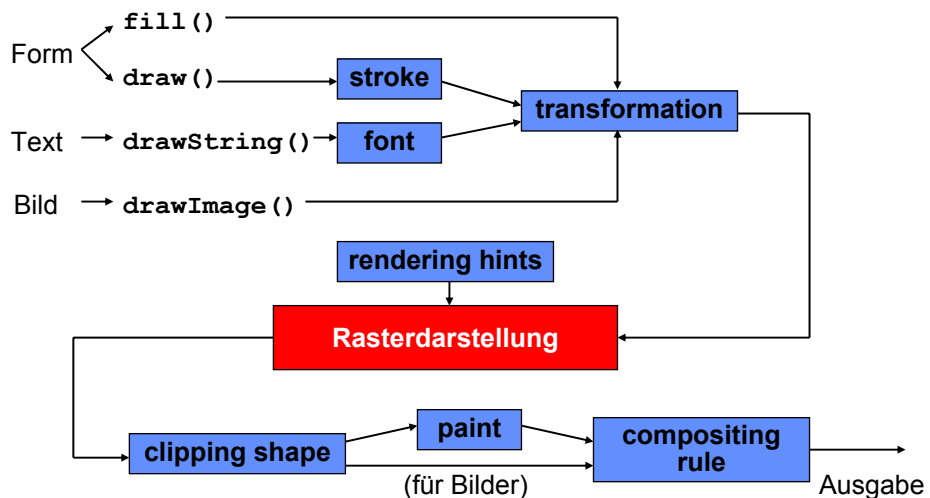 fill()
Form
draw()
stroke
transformation
Text
drawString()
font
Bild
drawImage()
rendering hints
Rasterdarstellung
clipping shape
paint
compositing
rule
(für Bilder)
Ausgabe